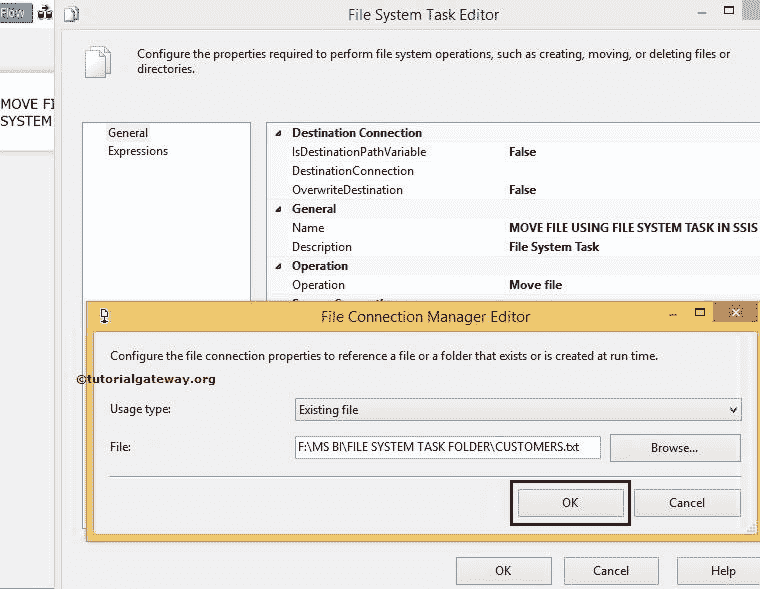 Flow
File System Task Editor
Configure the properties required to perform file system operations, such as creating, moving, or deleting files or
directories.
MOVE FI
SYSTEM
General
Expressions
Destination Connection
IsDestinationPathVariable False
DestinationConnection
OverwriteDestination False
General
Name MOVE FILE USING FILE SYSTEM TASK IN SSIS
Description File System Task
Operation
Operation Move file
File Connection Manager Editor
Configure the file connection properties to reference a file or a folder that exists or is created at run time.
©tutorialgateway.org
Usage type: Existing file
File: F:\MS BI\FILE SYSTEM TASK FOLDER\CUSTOMERS.txt Browse...
OK Cancel
OK Cancel Help